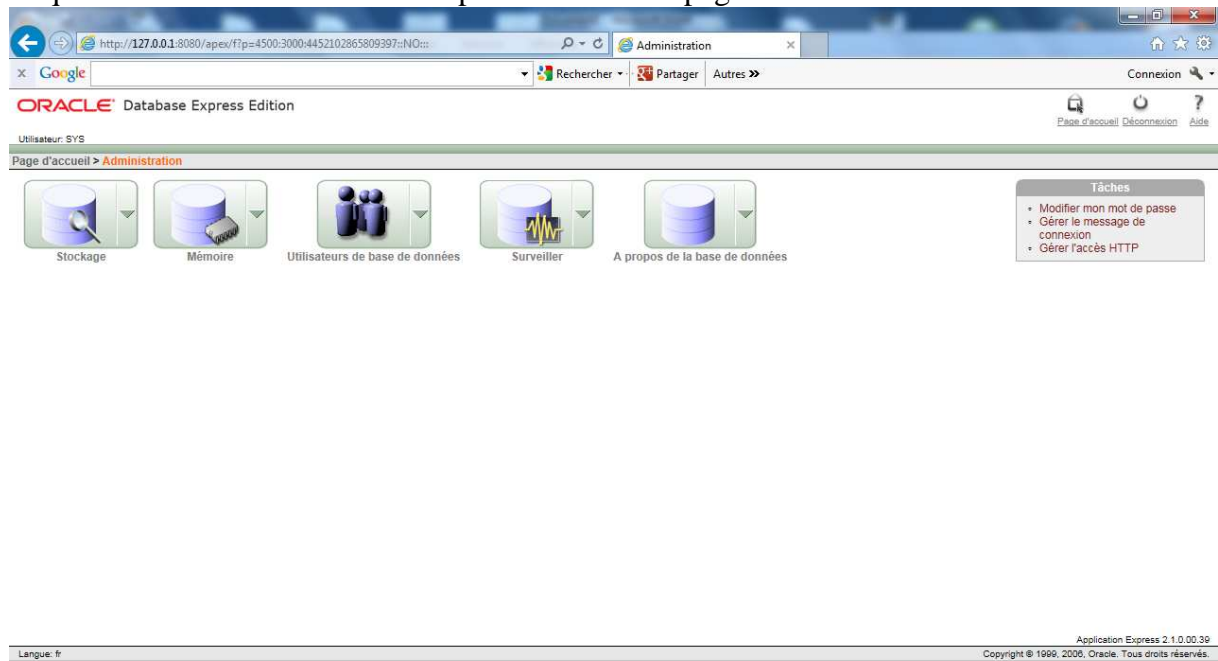 http://127.0.0.1:8080/apex/f?p=4500:3000:4452102865809397::NO:::
Administration
x Google
Rechercher
Partager
Autres »
Connexion
ORACLE Database Express Edition
Page d'accueil Déconnexion Aide
Utilisateur: SYS
Page d'accueil > Administration
Stockage
Mémoire
Utilisateurs de base de données
Surveiller
A propos de la base de données
Tâches
Modifier mon mot de passe
Gérer le message de
connexion
Gérer l'accès HTTP
Application Express 2.1.0.00.39
Langue: fr
Copyright © 1999, 2006, Oracle. Tous droits réservés.